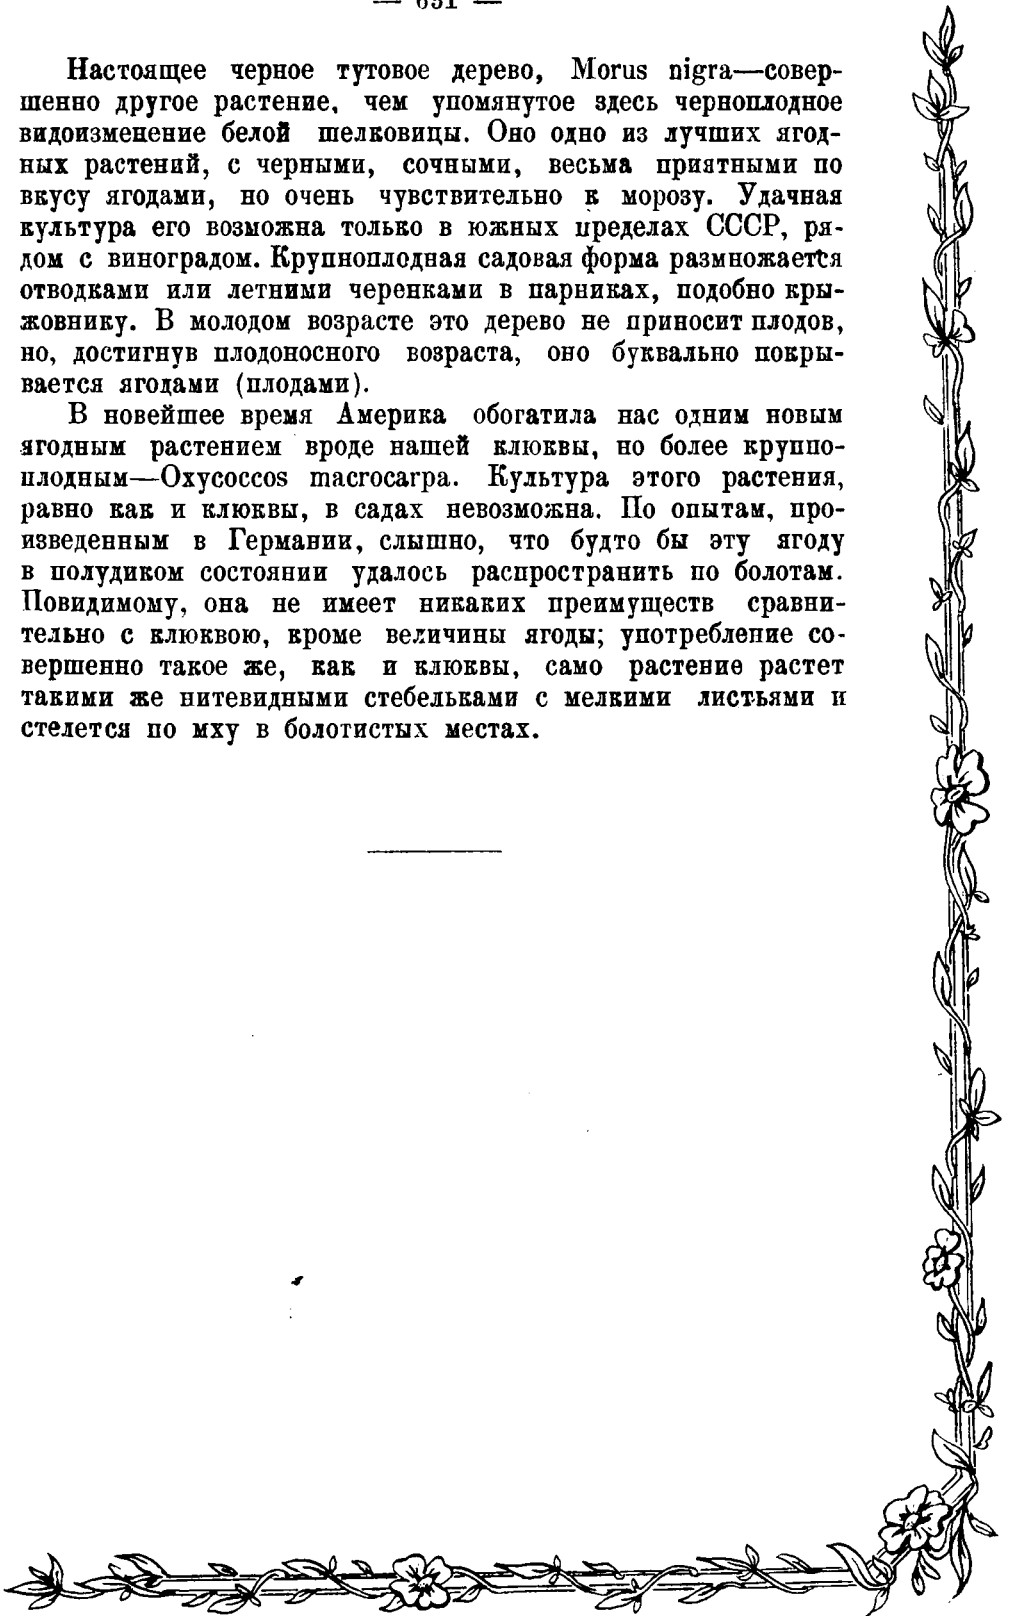 — 631 —
Настоящее черное тутовое дерево, Morus nigra—совер-
шенно другое растение, чем упомянутое здесь черноплодное
видоизменение белой шелковицы. Оно одно из лучших ягод-
ных растений, с черными, сочными, весьма приятными по
вкусу ягодами, но очень чувствительно к морозу. Удачная
культура его возможна только в южных пределах СССР, ря-
дом с виноградом. Крупноплодная садовая форма размножается
отводками или летними черенками в парниках, подобно кры-
жовнику. В молодом возрасте это дерево не приносит плодов,
но, достигнув плодоносного возраста, оно буквально покры-
вается ягодами (плодами).
В новейшее время Америка обогатила нас одним новым
ягодным растением вроде нашей клюквы, но более крупно-
плодным—Oxycoccos macrocarpa. Культура этого растения,
равно как и клюквы, в садах невозможна. По опытам, про-
изведенным в Германии, слышно, что будто бы эту ягоду
в полудиком состоянии удалось распространить по болотам.
Повидимому, она не имеет никаких преимуществ сравни-
тельно с клюквою, кроме величины ягоды; употребление со-
вершенно такое же, как и клюквы, само растение растет
такими же нитевидными стебельками с мелкими листьями и
стелется по мху в болотистых местах.